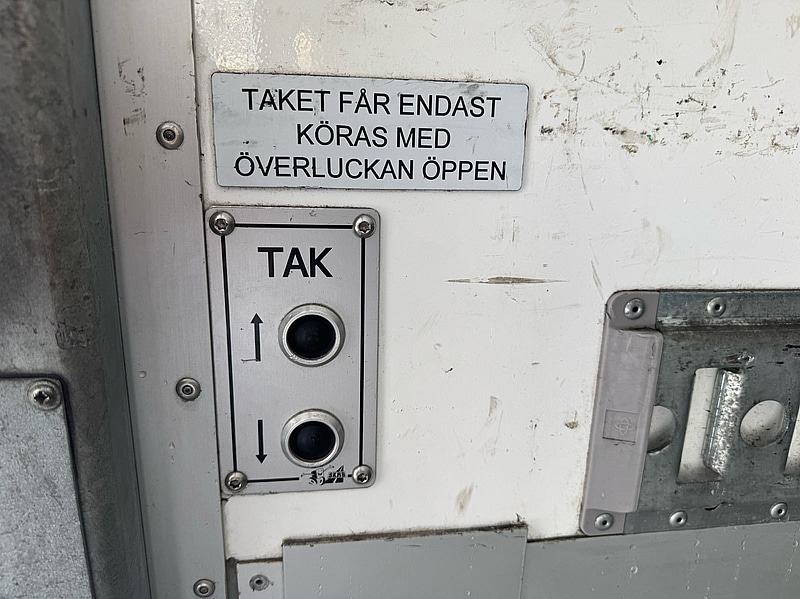 TAKET FÅR ENDAST
KÖRAS MED
ÖVERLUCKAN ÖPPEN
TAK